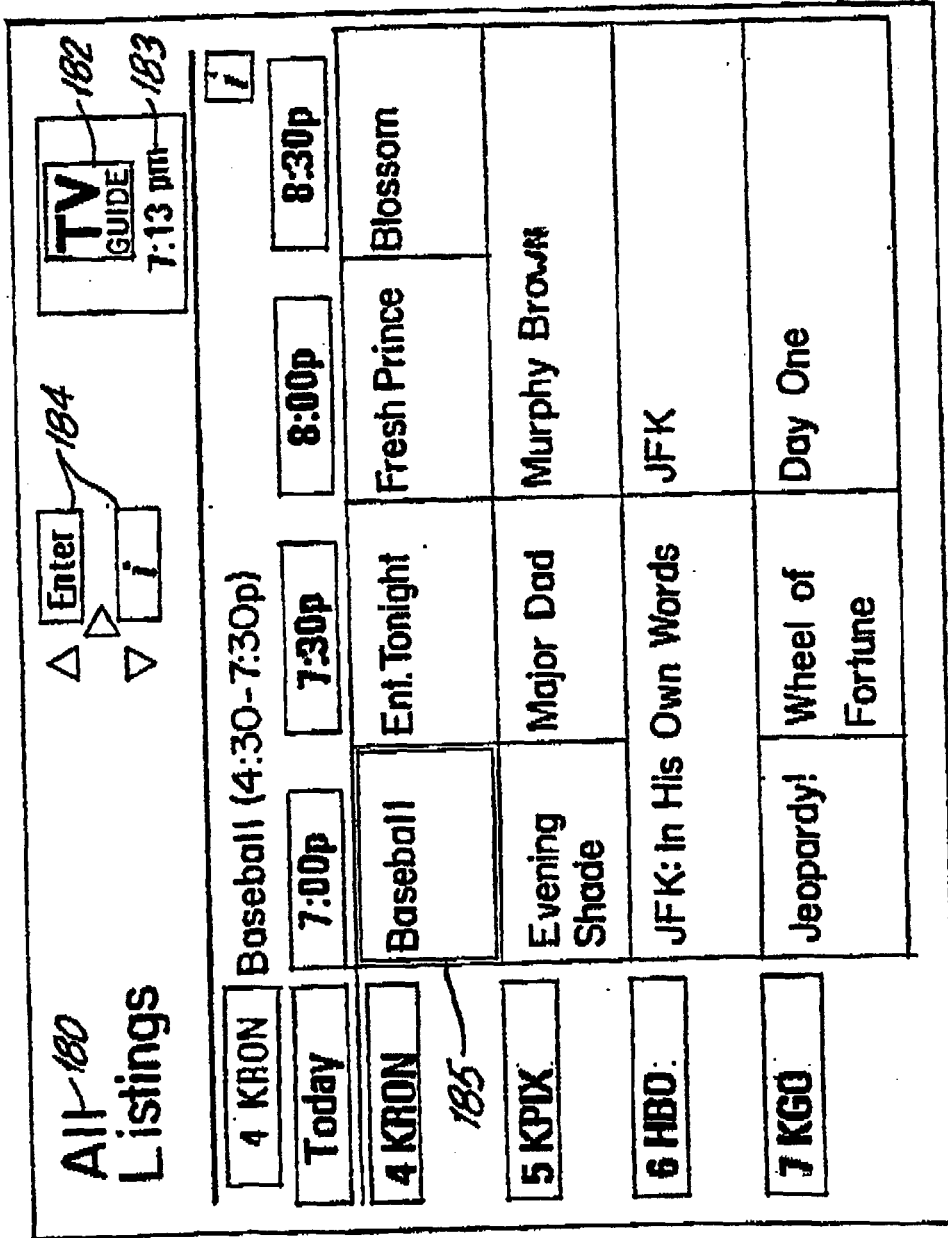 All 180
Listings
Enter 184
i
TV 182
GUIDE
7:13 pm 183
4 KRON Baseball (4:30-7:30p) i
Today 7:00p 7:30p 8:00p 8:30p
4 KRON Baseball Ent. Tonight Fresh Prince Blossom
185
5 KPIX Evening Major Dad Murphy Brown
Shade
6 HBO JFK: In His Own Words JFK
7 KGO Jeopardy! Wheel of Day One
Fortune